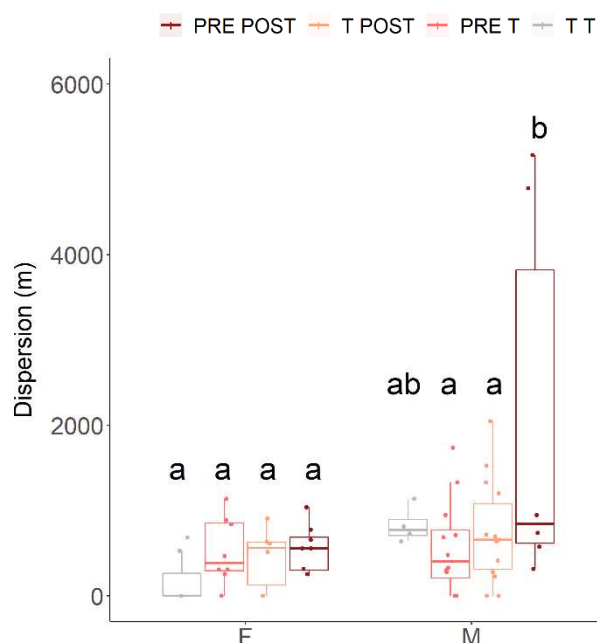 PRE POST T POST PRE T T T
6000
b
4000
Dispersion (m)
ab a a
2000
a a a a
0
F M